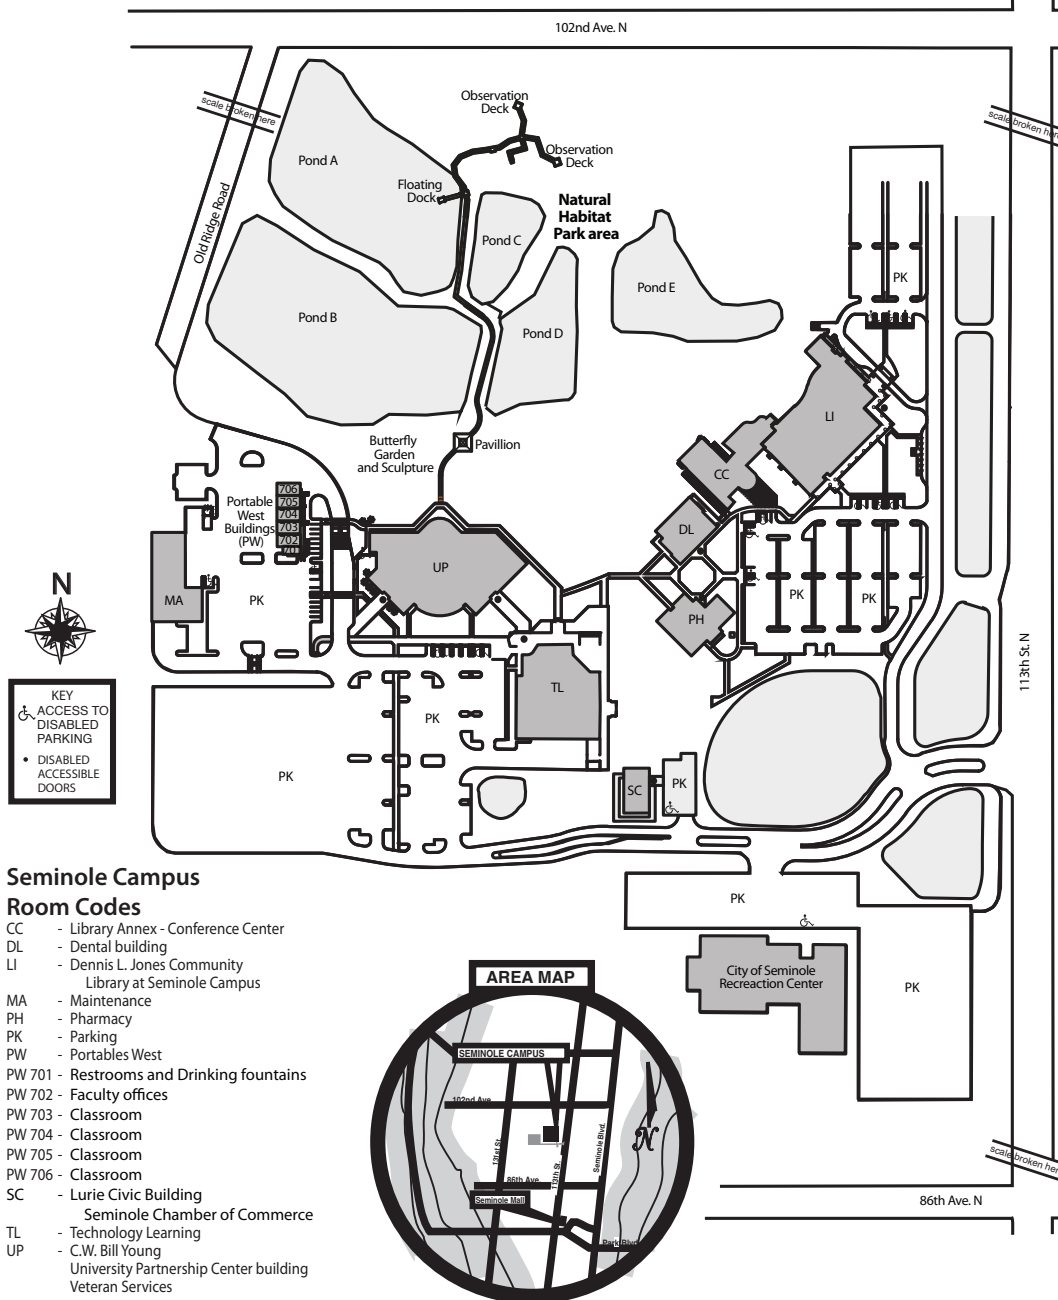 102nd Ave. N
scale broken here
scale broken here
Observation
Deck
Observation
Deck
Pond A
Floating
Dock
Natural
Habitat
Park area
Old Ridge Road
Pond C
Pond E
PK
Pond B
Pond D
LI
Butterfly
Garden
and Sculpture
Pavillion
CC
706
705
704
703
702
701
Portable
West
Buildings
(PW)
DL
UP
N
MA
PK
PK
PK
PH
113th St. N
KEY
ACCESS TO
DISABLED
PARKING
• DISABLED
ACCESSIBLE
DOORS
TL
PK
PK
SC
PK
PK
City of Seminole
Recreaction Center
PK
Seminole Campus
Room Codes
CC - Library Annex - Conference Center
DL - Dental building
LI - Dennis L. Jones Community
Library at Seminole Campus
MA - Maintenance
PH - Pharmacy
PK - Parking
PW - Portables West
PW 701 - Restrooms and Drinking fountains
PW 702 - Faculty offices
PW 703 - Classroom
PW 704 - Classroom
PW 705 - Classroom
PW 706 - Classroom
SC - Lurie Civic Building
Seminole Chamber of Commerce
TL - Technology Learning
UP - C.W. Bill Young
University Partnership Center building
Veteran Services
AREA MAP
SEMINOLE CAMPUS
102nd Ave.
131st St.
113th St.
Seminole Blvd.
N
86th Ave.
Seminole Mall
Park Blvd.
scale broken here
86th Ave. N